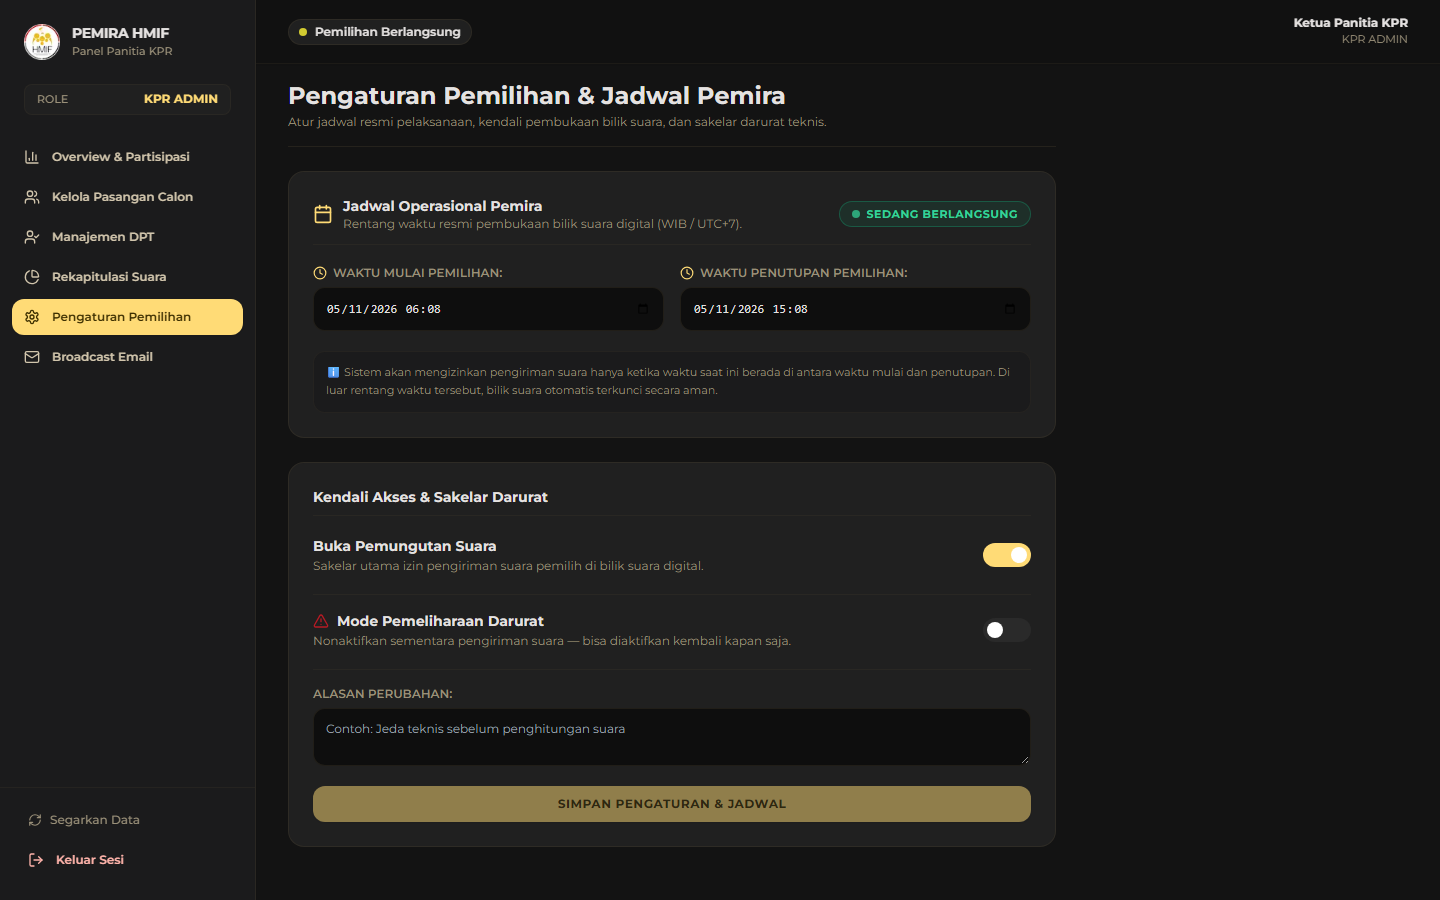 PEMIRA HMIF
Panel Panitia KPR
HMIF
ROLE
KPR ADMIN
Overview & Partisipasi
Kelola Pasangan Calon
Manajemen DPT
Rekapitulasi Suara
Pengaturan Pemilihan
Broadcast Email
Segarkan Data
Keluar Sesi
Pemilihan Berlangsung
Ketua Panitia KPR
KPR ADMIN
Pengaturan Pemilihan & Jadwal Pemira
Atur jadwal resmi pelaksanaan, kendali pembukaan bilik suara, dan sakelar darurat teknis.
Jadwal Operasional Pemira
Rentang waktu resmi pembukaan bilik suara digital (WIB / UTC+7).
SEDANG BERLANGSUNG
WAKTU MULAI PEMILIHAN:
05/11/2026 06:08
WAKTU PENUTUPAN PEMILIHAN:
05/11/2026 15:08
ℹ️ Sistem akan mengizinkan pengiriman suara hanya ketika waktu saat ini berada di antara waktu mulai dan penutupan. Di
luar rentang waktu tersebut, bilik suara otomatis terkunci secara aman.
Kendali Akses & Sakelar Darurat
Buka Pemungutan Suara
Sakelar utama izin pengiriman suara pemilih di bilik suara digital.
Mode Pemeliharaan Darurat
Nonaktifkan sementara pengiriman suara — bisa diaktifkan kembali kapan saja.
ALASAN PERUBAHAN:
Contoh: Jeda teknis sebelum penghitungan suara
SIMPAN PENGATURAN & JADWAL